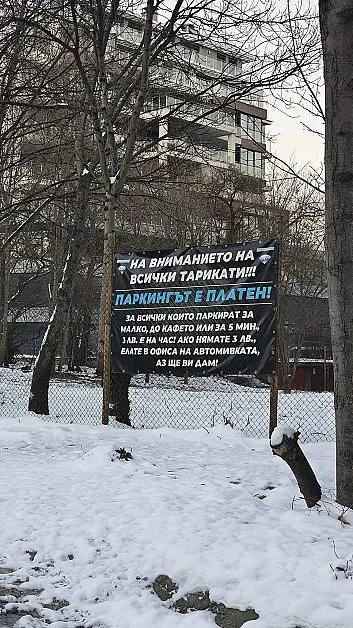 НА ВНИМАНИЕТО НА
ВСИЧКИ ТАРИКАТИ!!!
ПАРКИНГЪТ Е ПЛАТЕН!
ЗА ВСИЧКИ КОИТО ПАРКИРАТ ЗА
МАЛКО, ДО КАФЕТО ИЛИ ЗА 5 МИН.,
3 ЛВ. Е НА ЧАС! АКО НЯМАТЕ 3 ЛВ.,
ЕЛАТЕ В ОФИСА НА АВТОМИВКАТА,
АЗ ЩЕ ВИ ДАМ!